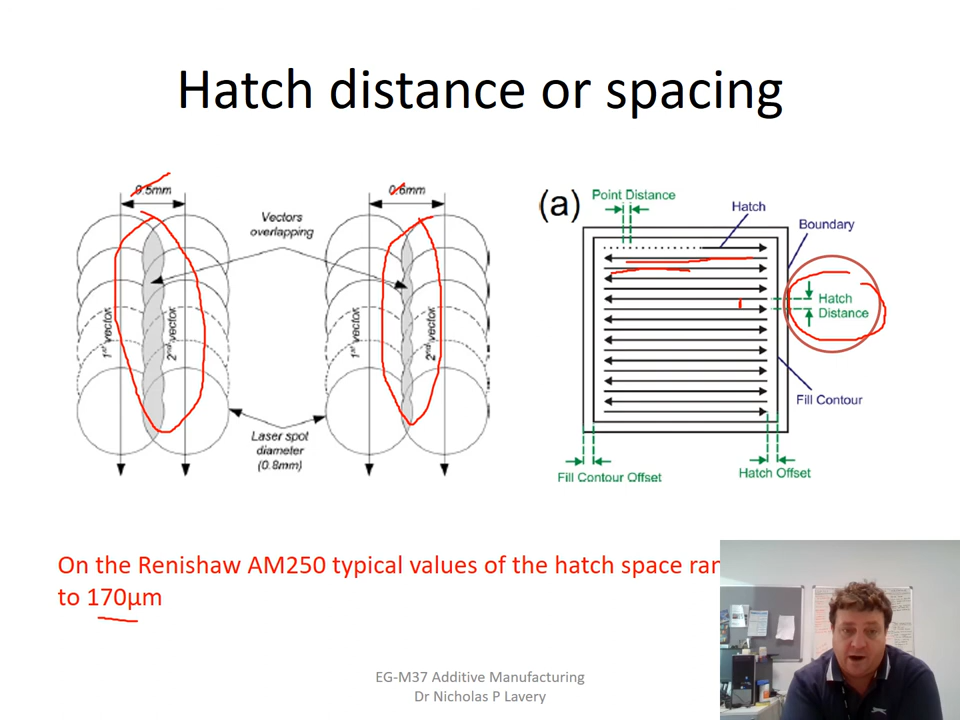 Hatch distance or spacing
0.5mm
0.6mm
Vectors
overlapping
1st vector
2nd vector
1st vector
2nd vector
Laser spot
diameter
(0.8mm)
(a)
Point Distance
Hatch
Boundary
Hatch
Distance
Fill Contour
Fill Contour Offset
Hatch Offset
On the Renishaw AM250 typical values of the hatch space
to 170µm
EG-M37 Additive Manufacturing
Dr Nicholas P Lavery